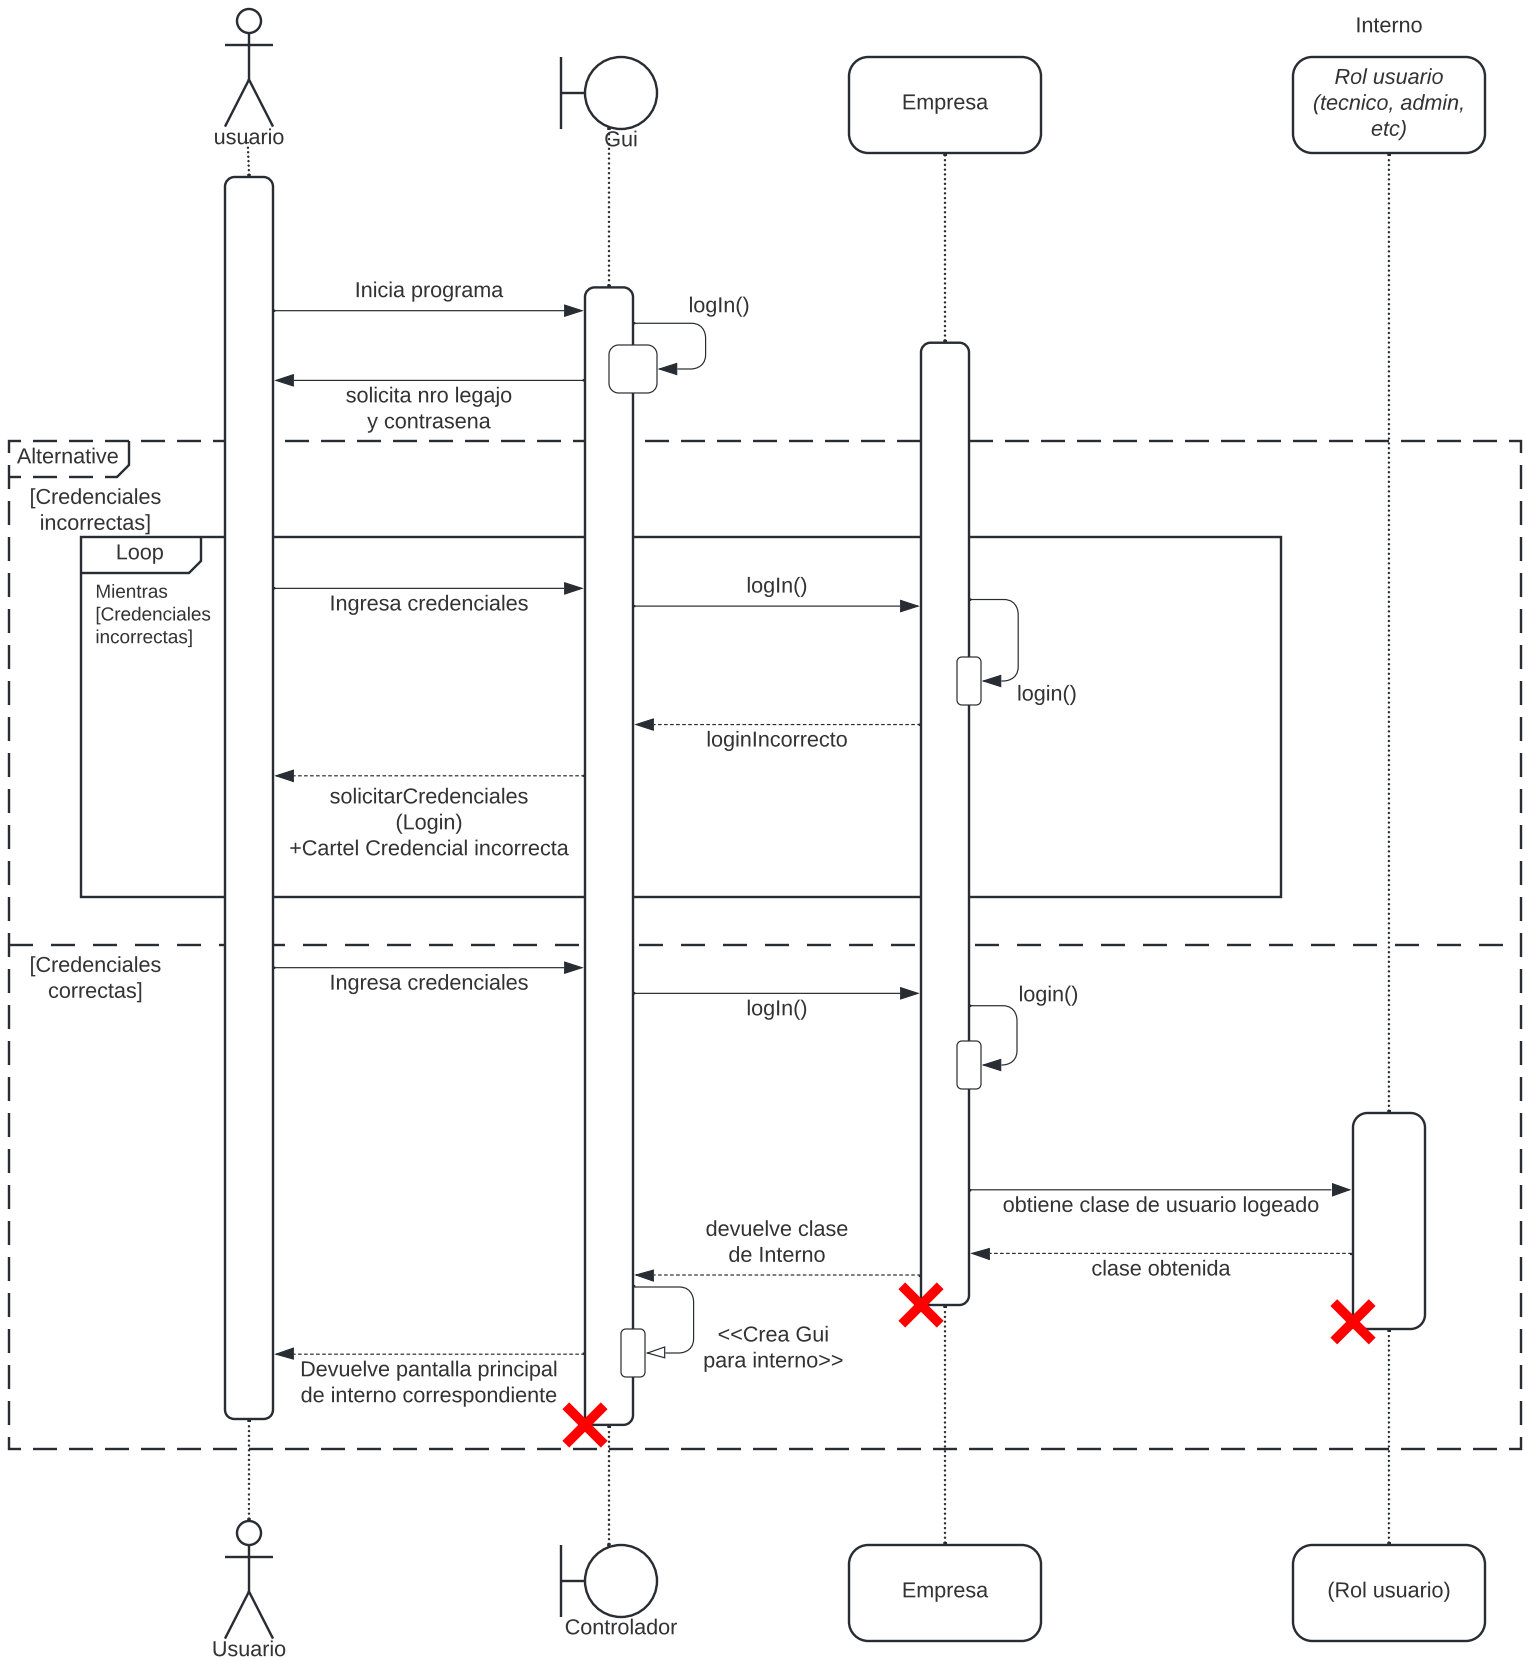 Interno
usuario
Gui
Empresa
Rol usuario
(tecnico, admin,
etc)
Inicia programa
logIn()
solicita nro legajo
y contrasena
Alternative
[Credenciales
incorrectas]
Loop
Mientras
[Credenciales
incorrectas]
Ingresa credenciales
logIn()
login()
loginIncorrecto
solicitarCredenciales
(Login)
+Cartel Credencial incorrecta
[Credenciales
correctas]
Ingresa credenciales
logIn()
login()
obtiene clase de usuario logeado
devuelve clase
de Interno
clase obtenida
<<Crea Gui
para interno>>
Devuelve pantalla principal
de interno correspondiente
Usuario
Controlador
Empresa
(Rol usuario)